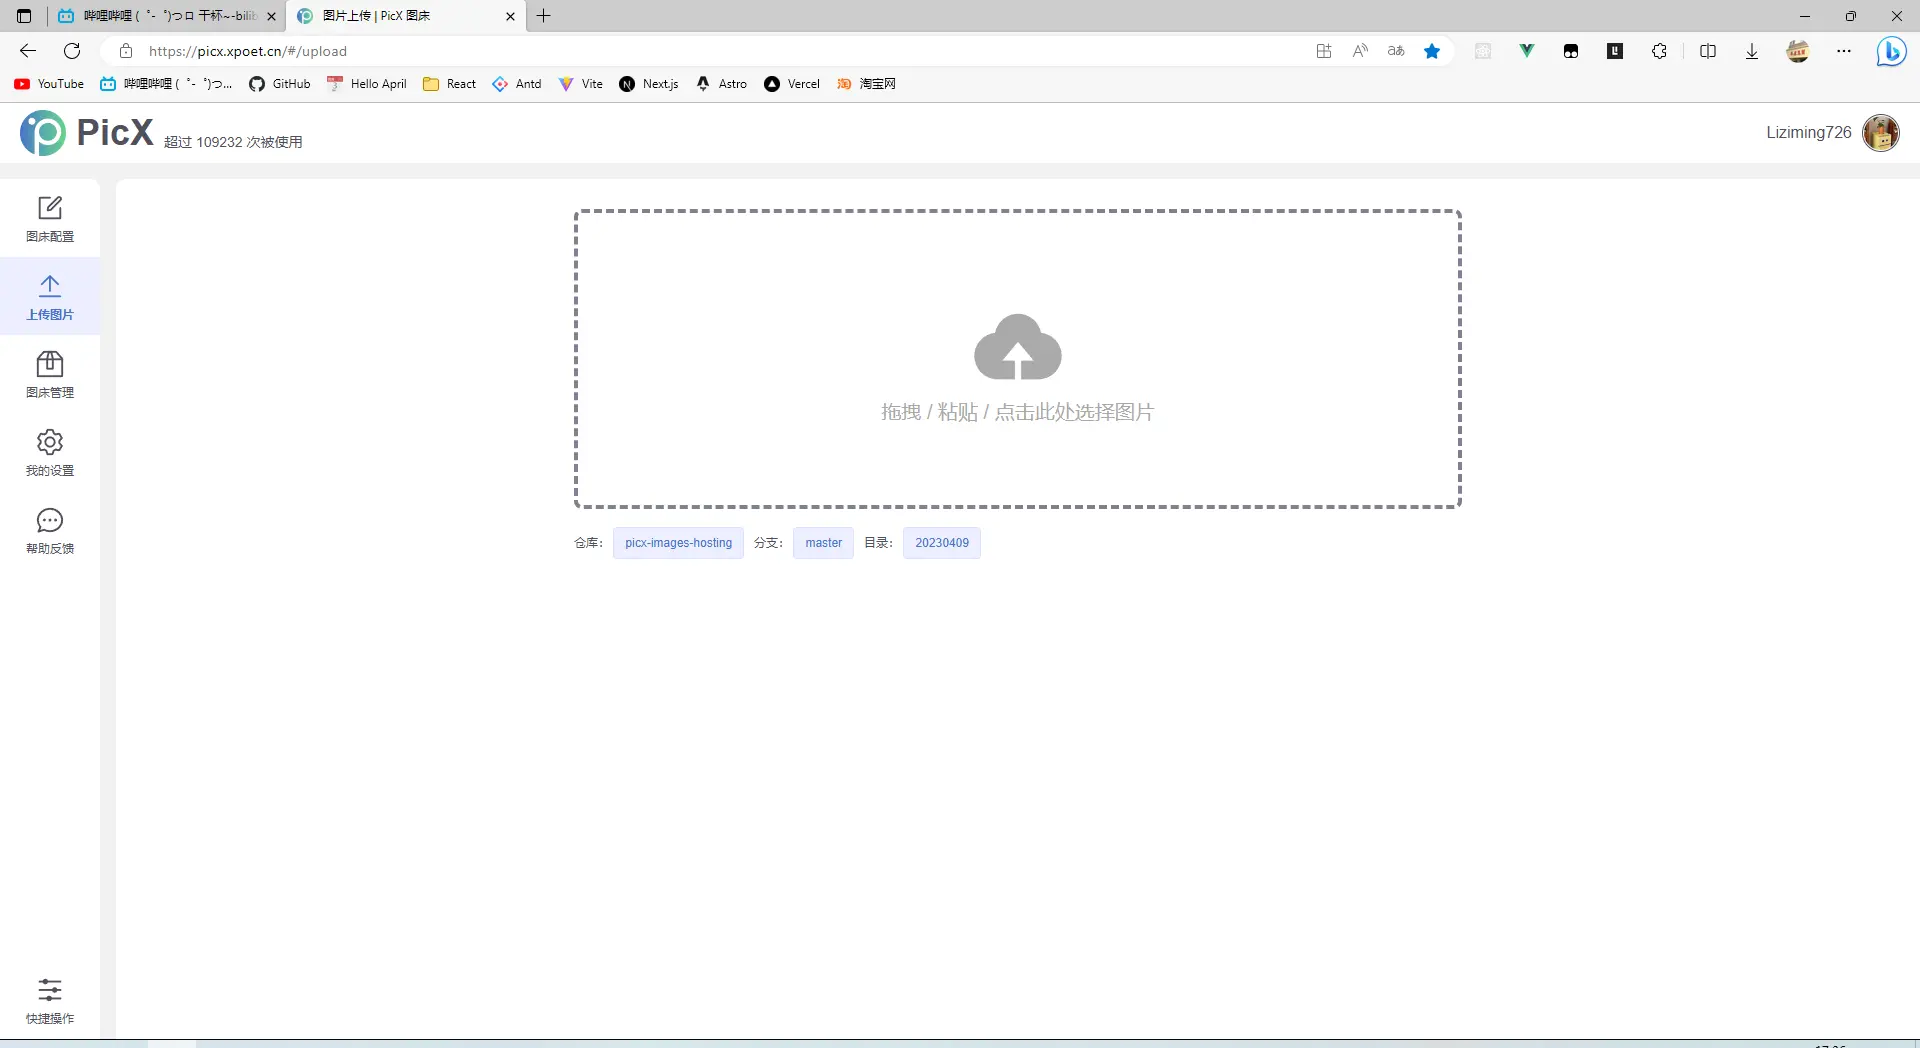 哔哩哔哩 (゜-゜)つロ 干杯~-bilib
图片上传 | PicX 图床
https://picx.xpoet.cn/#/upload
YouTube 哔哩哔哩 (゜-゜)つ... GitHub Hello April React Antd Vite Next.js Astro Vercel 淘宝网
PicX 超过 109232 次被使用
Liziming726
图床配置
上传图片
图床管理
我的设置
帮助反馈
快捷操作
拖拽 / 粘贴 / 点击此处选择图片
仓库: picx-images-hosting 分支: master 目录: 20230409